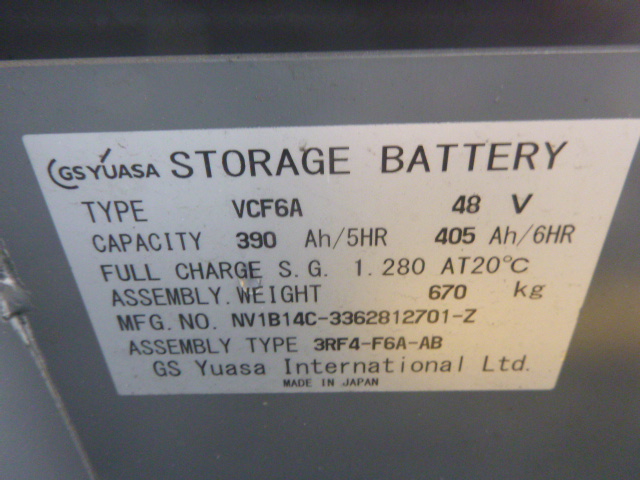 GS YUASA STORAGE BATTERY
TYPE VCF6A 48 V
CAPACITY 390 Ah/5HR 405 Ah/6HR
FULL CHARGE S.G. 1.280 AT20°C
ASSEMBLY.WEIGHT 670 kg
MFG.NO. NV1B14C-3362812701-Z
ASSEMBLY TYPE 3RF4-F6A-AB
GS Yuasa International Ltd.
MADE IN JAPAN